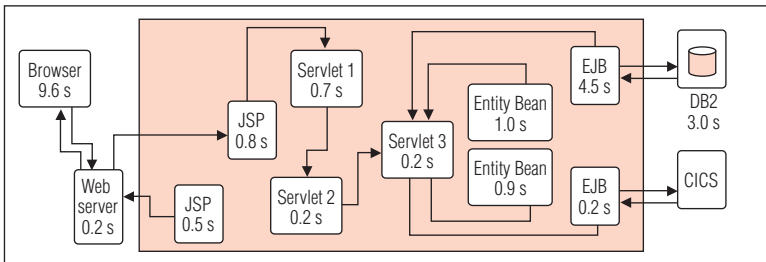 Browser
9.6 s
Web
server
0.2 s
JSP
0.5 s
JSP
0.8 s
Servlet 1
0.7 s
Servlet 2
0.2 s
Servlet 3
0.2 s
Entity Bean
1.0 s
Entity Bean
0.9 s
EJB
4.5 s
EJB
0.2 s
DB2
3.0 s
CICS